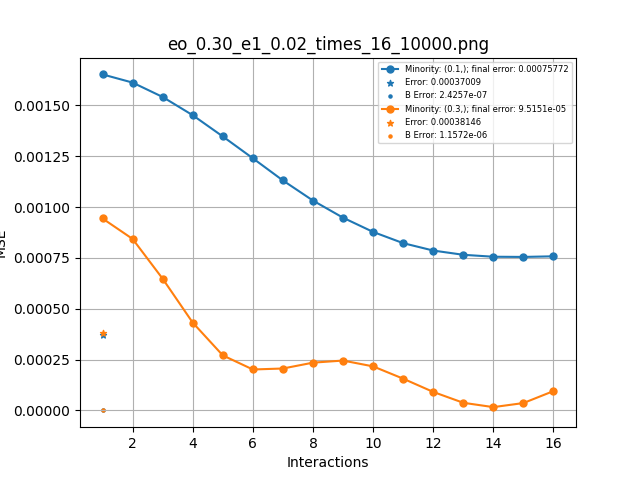 eo_0.30_e1_0.02_times_16_10000.png
Minority: (0.1,); final error: 0.00075772
Error: 0.00037009
B Error: 2.4257e-07
Minority: (0.3,); final error: 9.5151e-05
Error: 0.00038146
B Error: 1.1572e-06
0.00150
0.00125
0.00100
0.00075
0.00050
0.00025
0.00000
MSE
2 4 6 8 10 12 14 16
Interactions